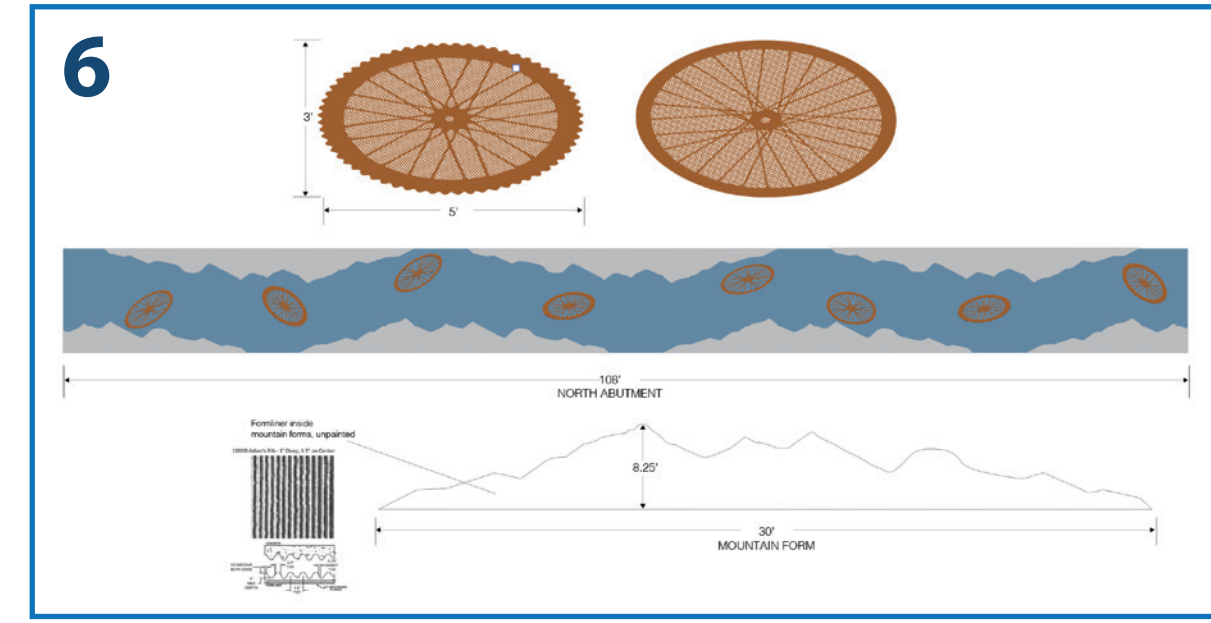 6
3'
5'
108'
NORTH ABUTMENT
Formliner inside
mountain forms, unpainted
8.25'
30'
MOUNTAIN FORM